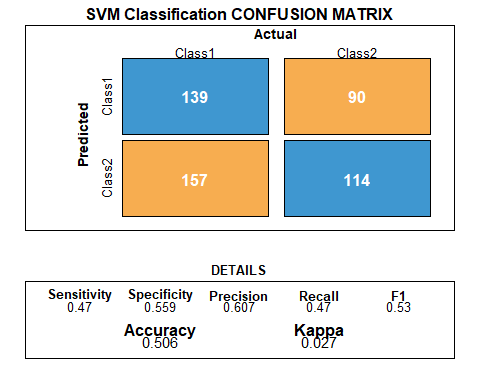 SVM Classification CONFUSION MATRIX
Actual
Class1 Class2
Predicted
Class1
139 90
Class2
157 114
DETAILS
Sensitivity Specificity Precision Recall F1
0.47 0.559 0.607 0.47 0.53
Accuracy Kappa
0.506 0.027